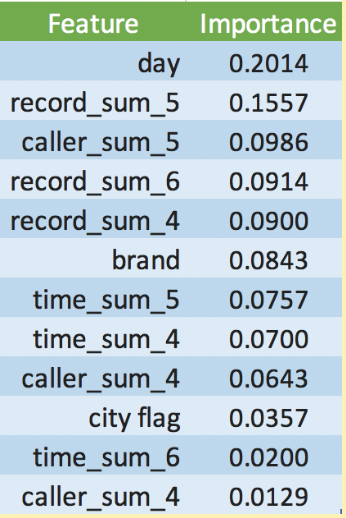 Feature Importance
day 0.2014
record_sum_5 0.1557
caller_sum_5 0.0986
record_sum_6 0.0914
record_sum_4 0.0900
brand 0.0843
time_sum_5 0.0757
time_sum_4 0.0700
caller_sum_4 0.0643
city flag 0.0357
time_sum_6 0.0200
caller_sum_4 0.0129